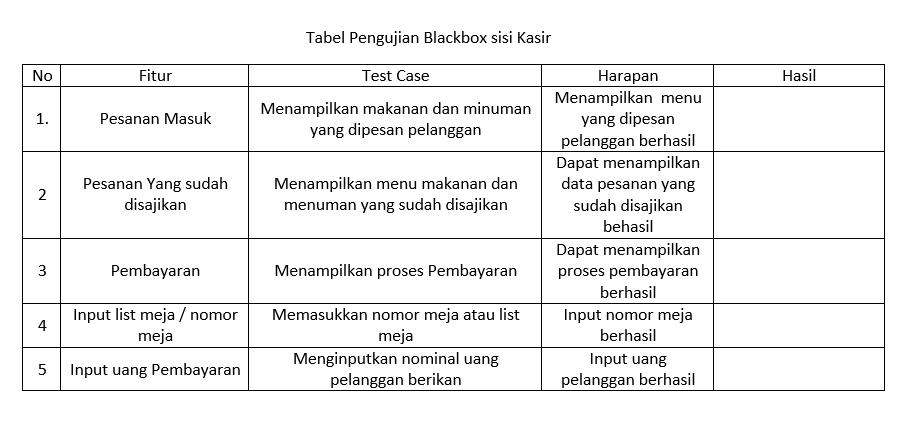 Tabel Pengujian Blackbox sisi Kasir
No Fitur Test Case Harapan Hasil
1. Pesanan Masuk Menampilkan makanan dan minuman yang dipesan pelanggan Menampilkan menu yang dipesan pelanggan berhasil
2 Pesanan Yang sudah disajikan Menampilkan menu makanan dan menuman yang sudah disajikan Dapat menampilkan data pesanan yang sudah disajikan behasil
3 Pembayaran Menampilkan proses Pembayaran Dapat menampilkan proses pembayaran berhasil
4 Input list meja / nomor meja Memasukkan nomor meja atau list meja Input nomor meja berhasil
5 Input uang Pembayaran Menginputkan nominal uang pelanggan berikan Input uang pelanggan berhasil